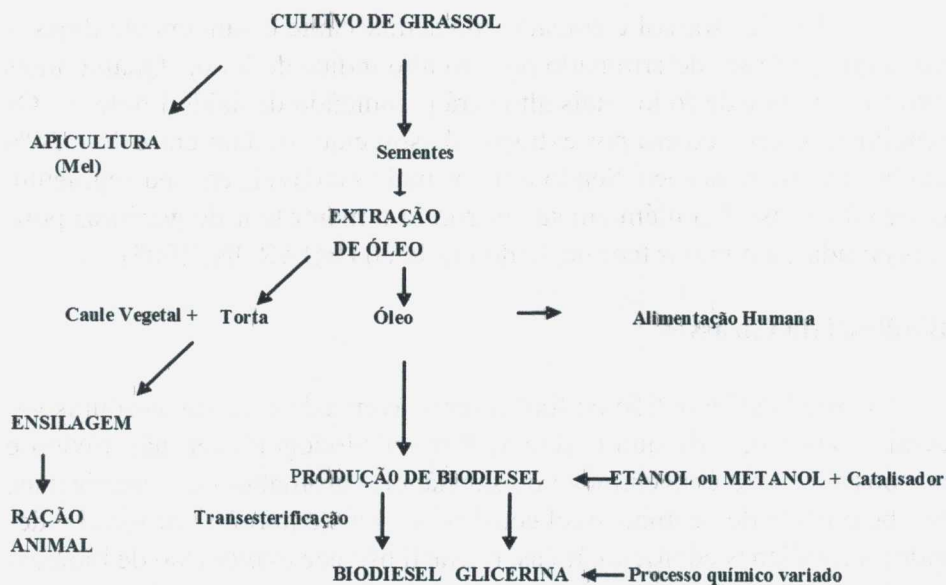 CULTIVO DE GIRASSOL
APICULTURA
(Mel)
Sementes
EXTRAÇÃO
DE ÓLEO
Caule Vegetal + Torta Óleo Alimentação Humana
ENSILAGEM
PRODUÇÃO DE BIODIESEL ETANOL ou METANOL + Catalisador
RAÇÃO
ANIMAL
Transesterificação
BIODIESEL GLICERINA Processo químico variado